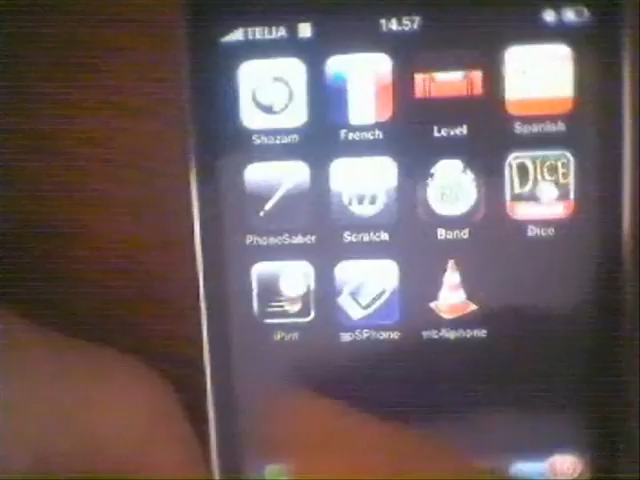 TELIA 14.57
Shazam French Level Spanish
DICE
PhoneSaber Scratch Band Dice